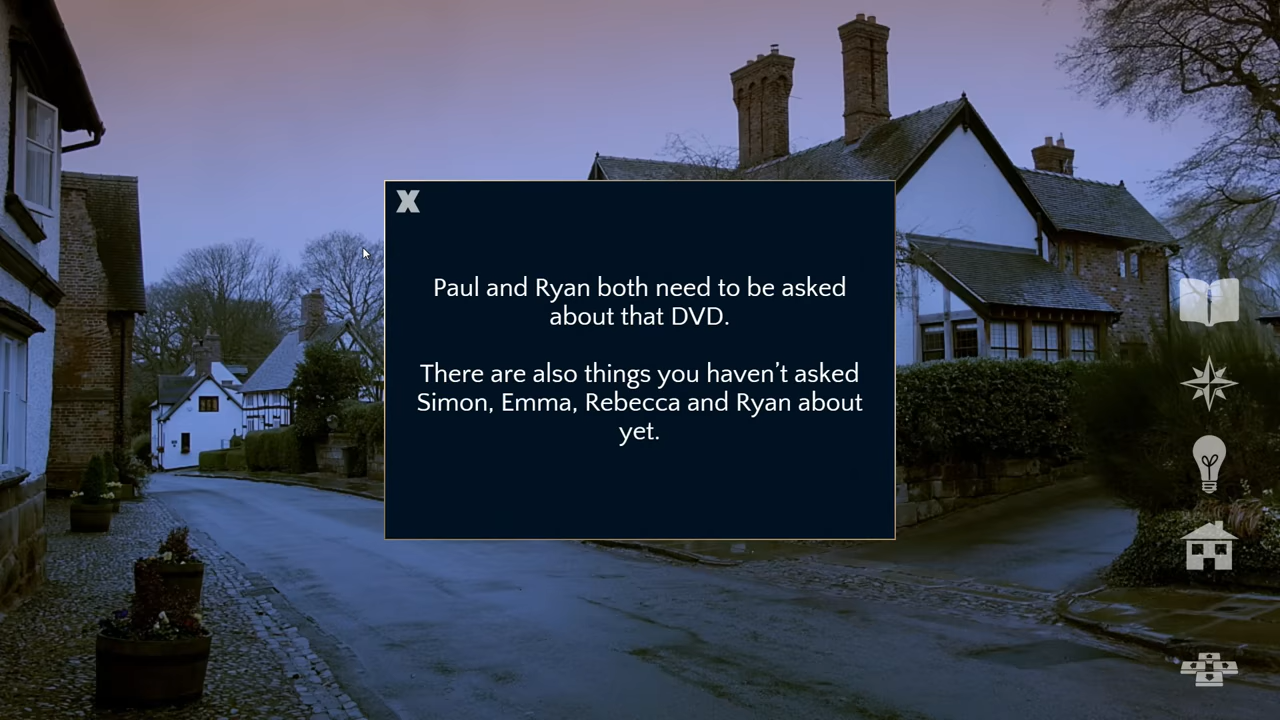 Paul and Ryan both need to be asked
about that DVD.
There are also things you haven't asked
Simon, Emma, Rebecca and Ryan about
yet.